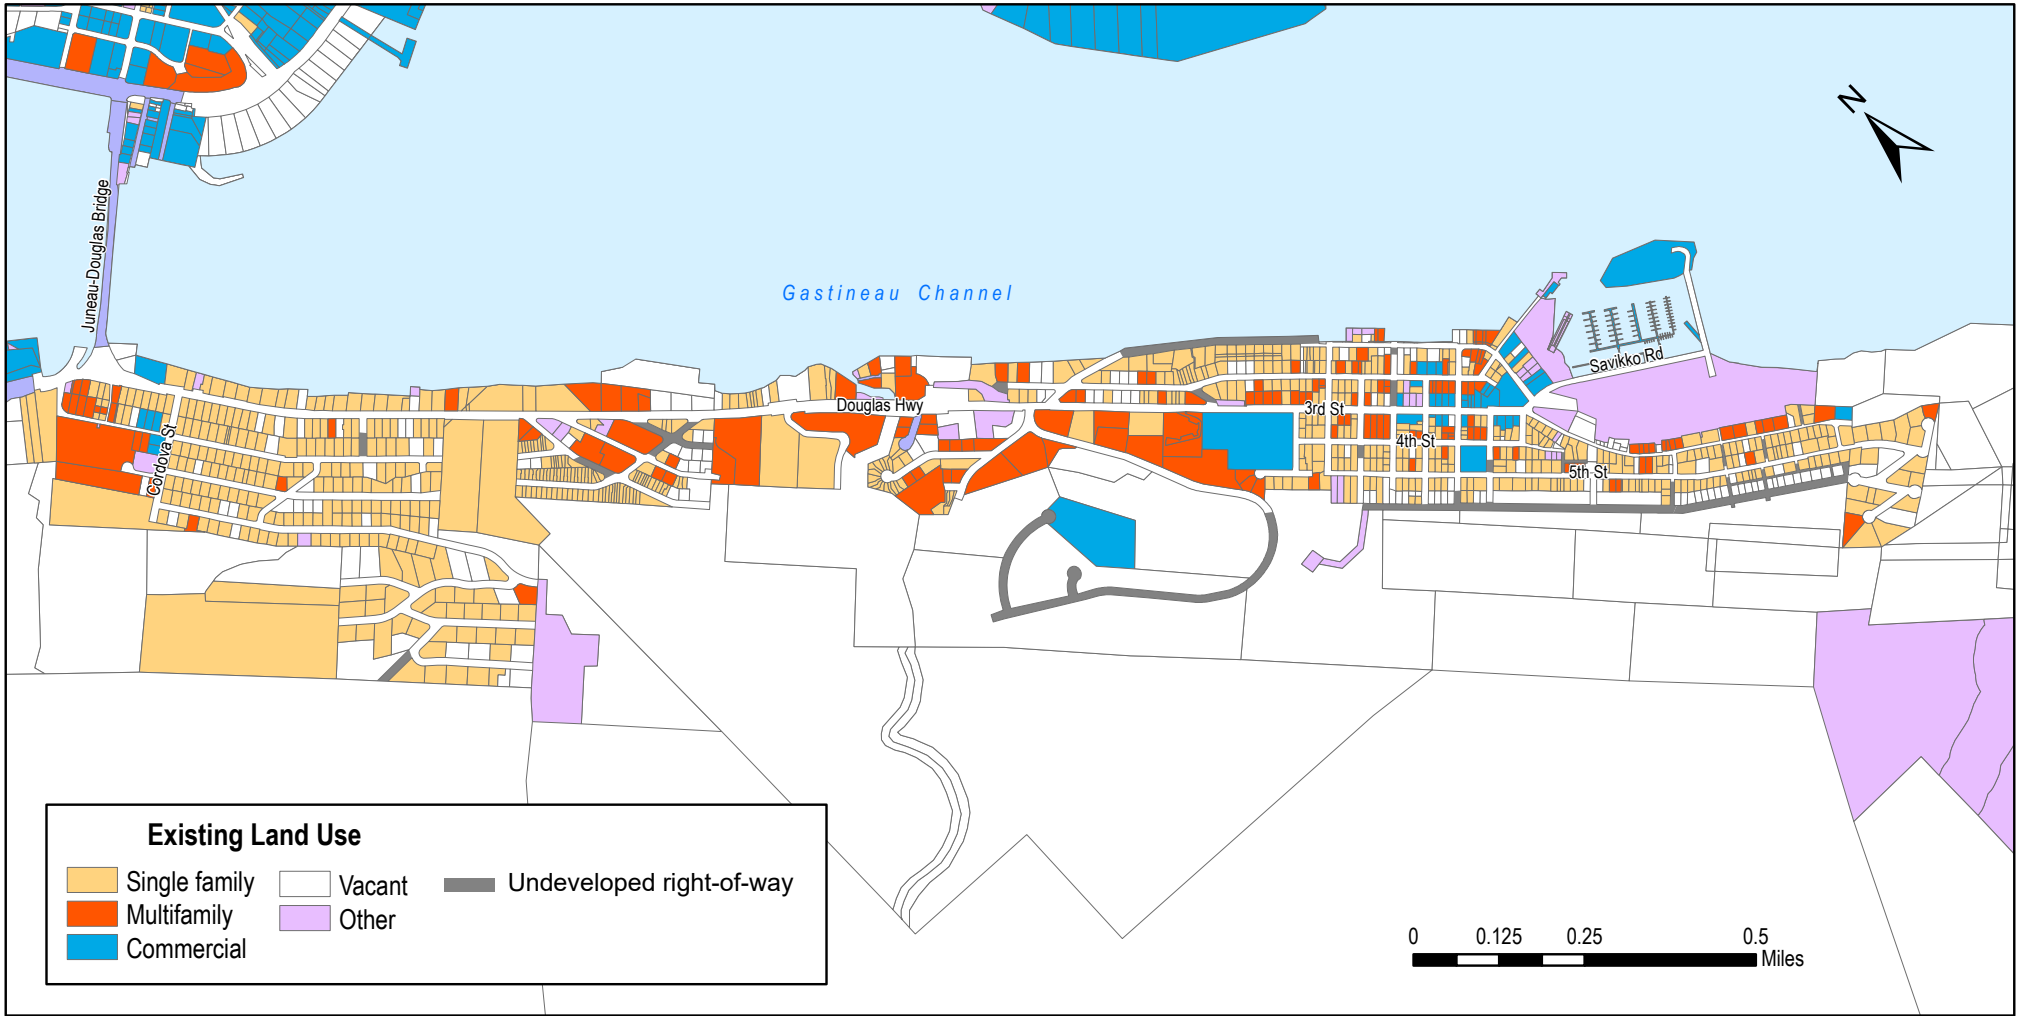 N
Juneau-Douglas Bridge
Gastineau Channel
Savikko Rd
Douglas Hwy
3rd St
4th St
5th St
Cordova St
Existing Land Use
Single family
Multifamily
Commercial
Vacant
Other
Undeveloped right-of-way
0 0.125 0.25 0.5
Miles